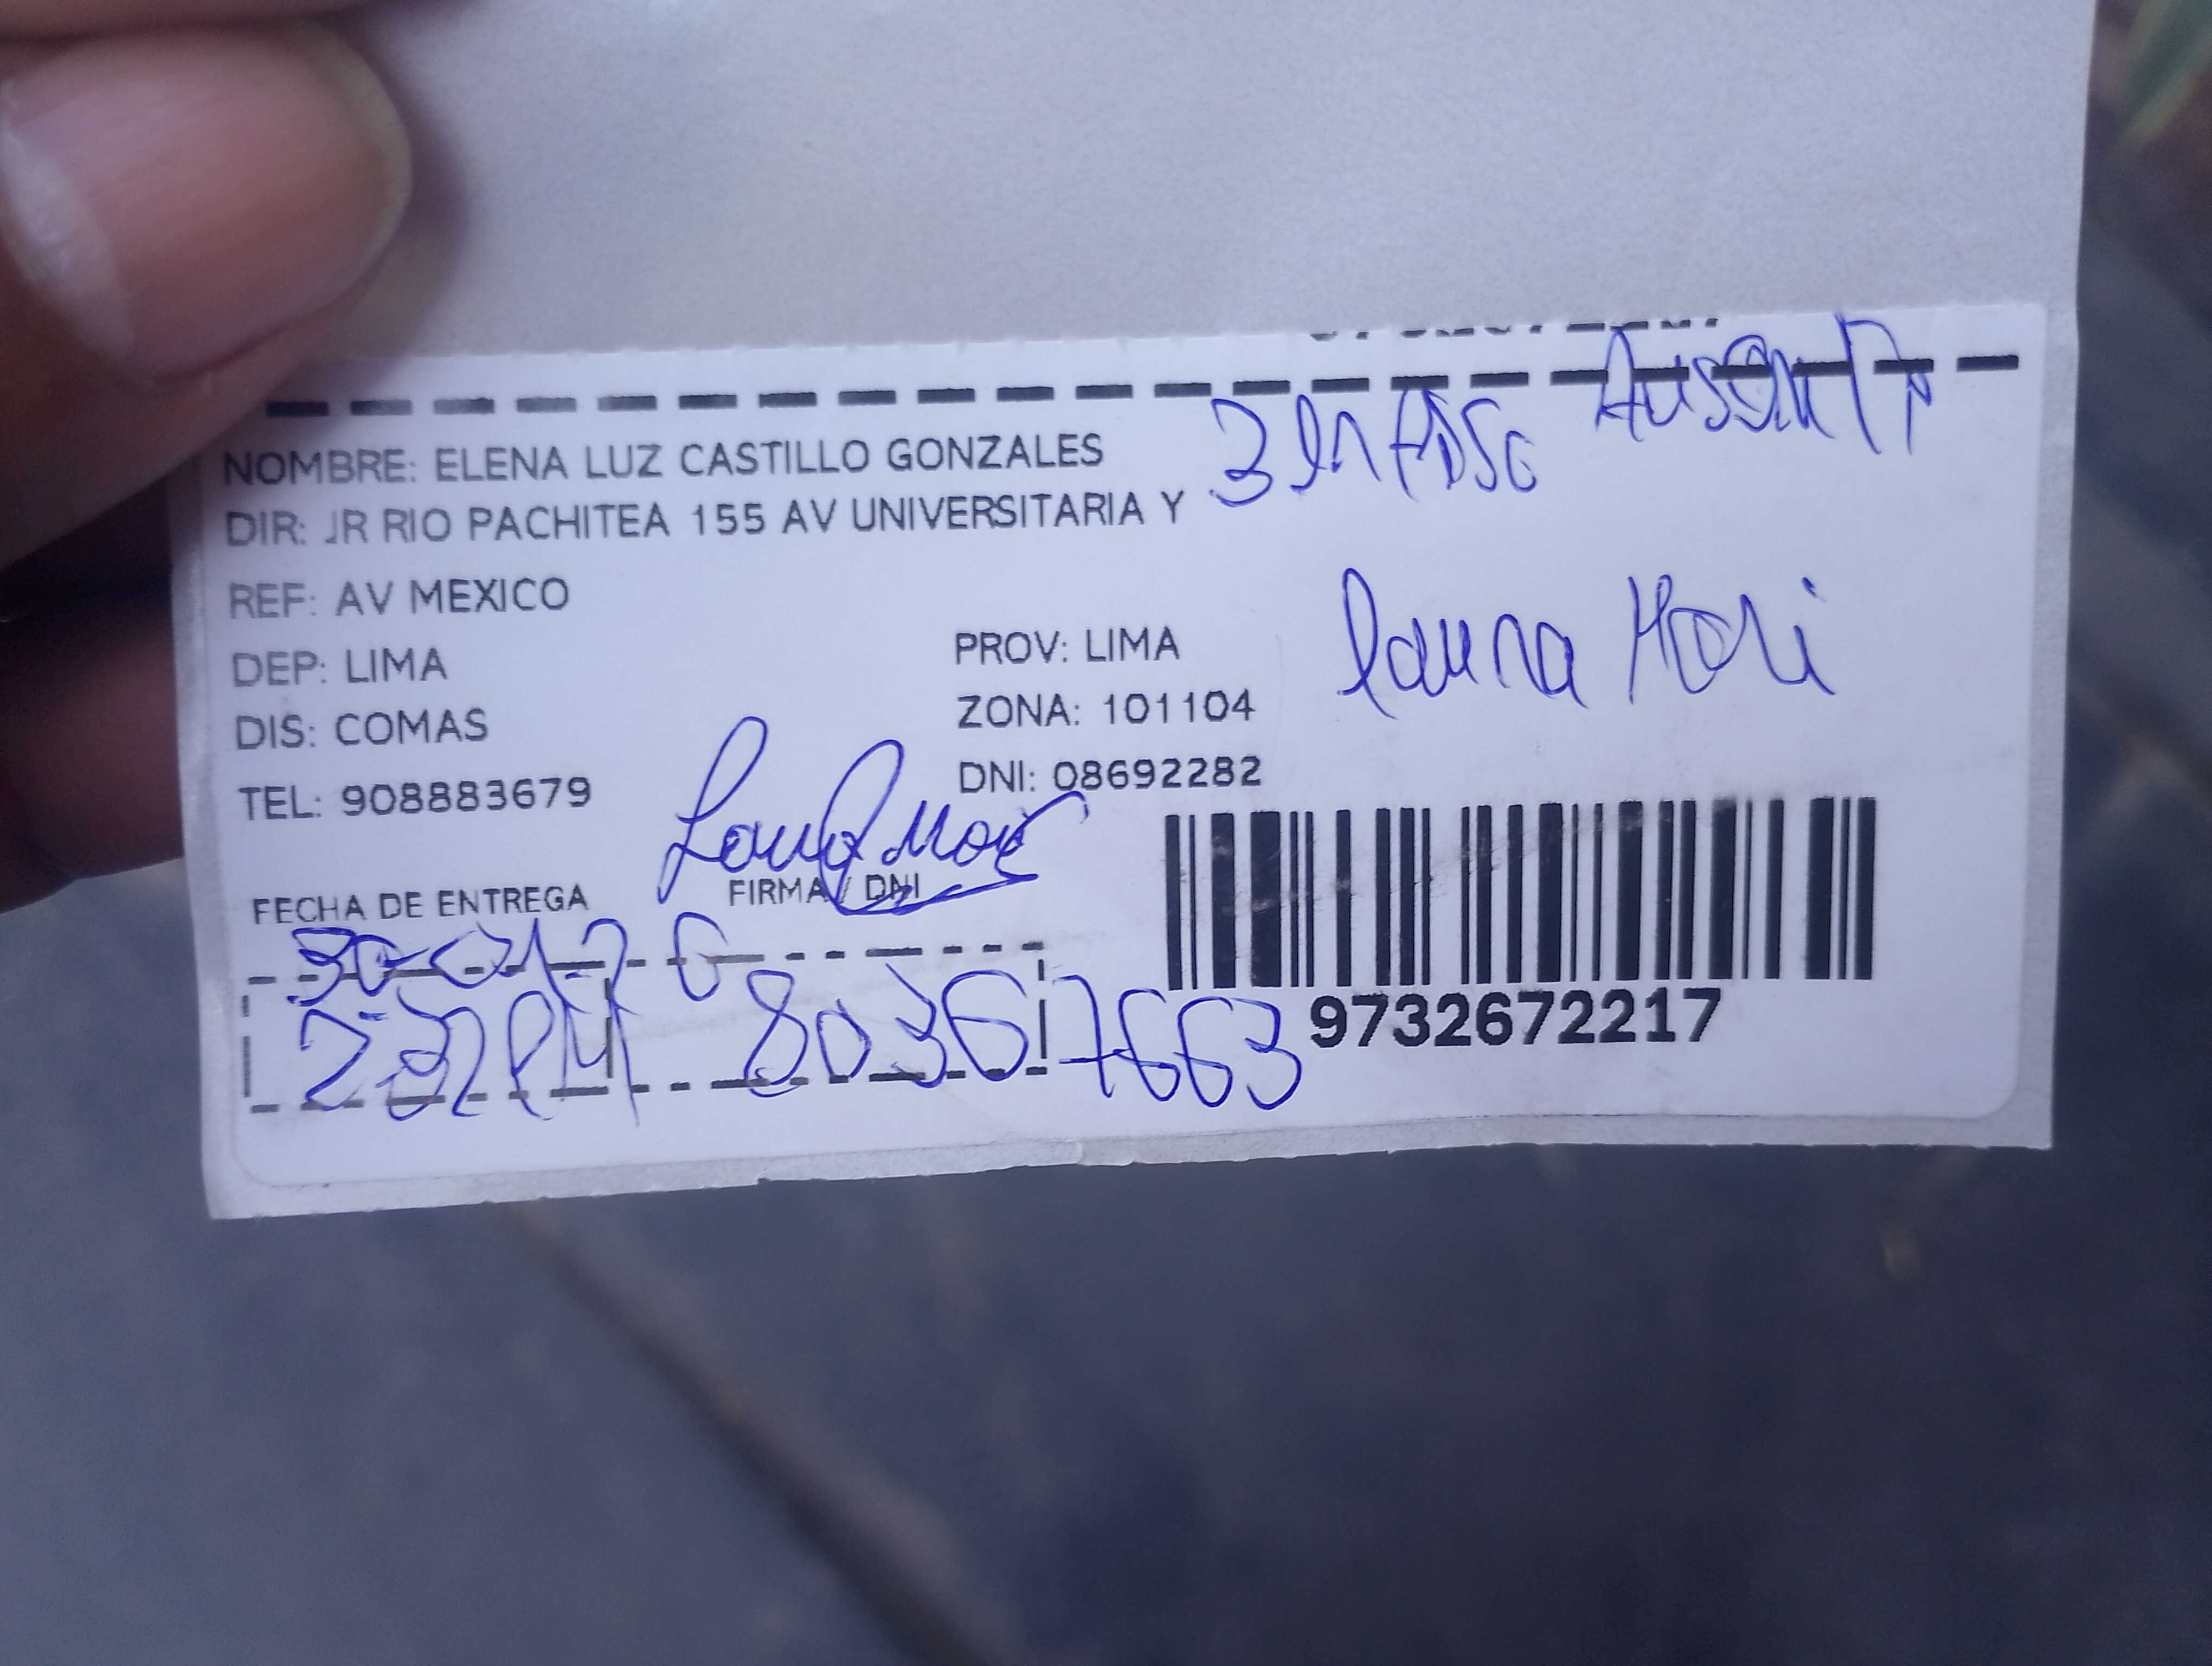 NOMBRE: ELENA LUZ CASTILLO GONZALES
DIR: JR RIO PACHITEA 155 AV UNIVERSITARIA Y
REF: AV MEXICO
DEP: LIMA
PROV: LIMA
laura Mori
DIS: COMAS
ZONA: 101104
TEL: 908883679
DNI: 08692282
FECHA DE ENTREGA
FIRMA / DNI
80367663
9732672217